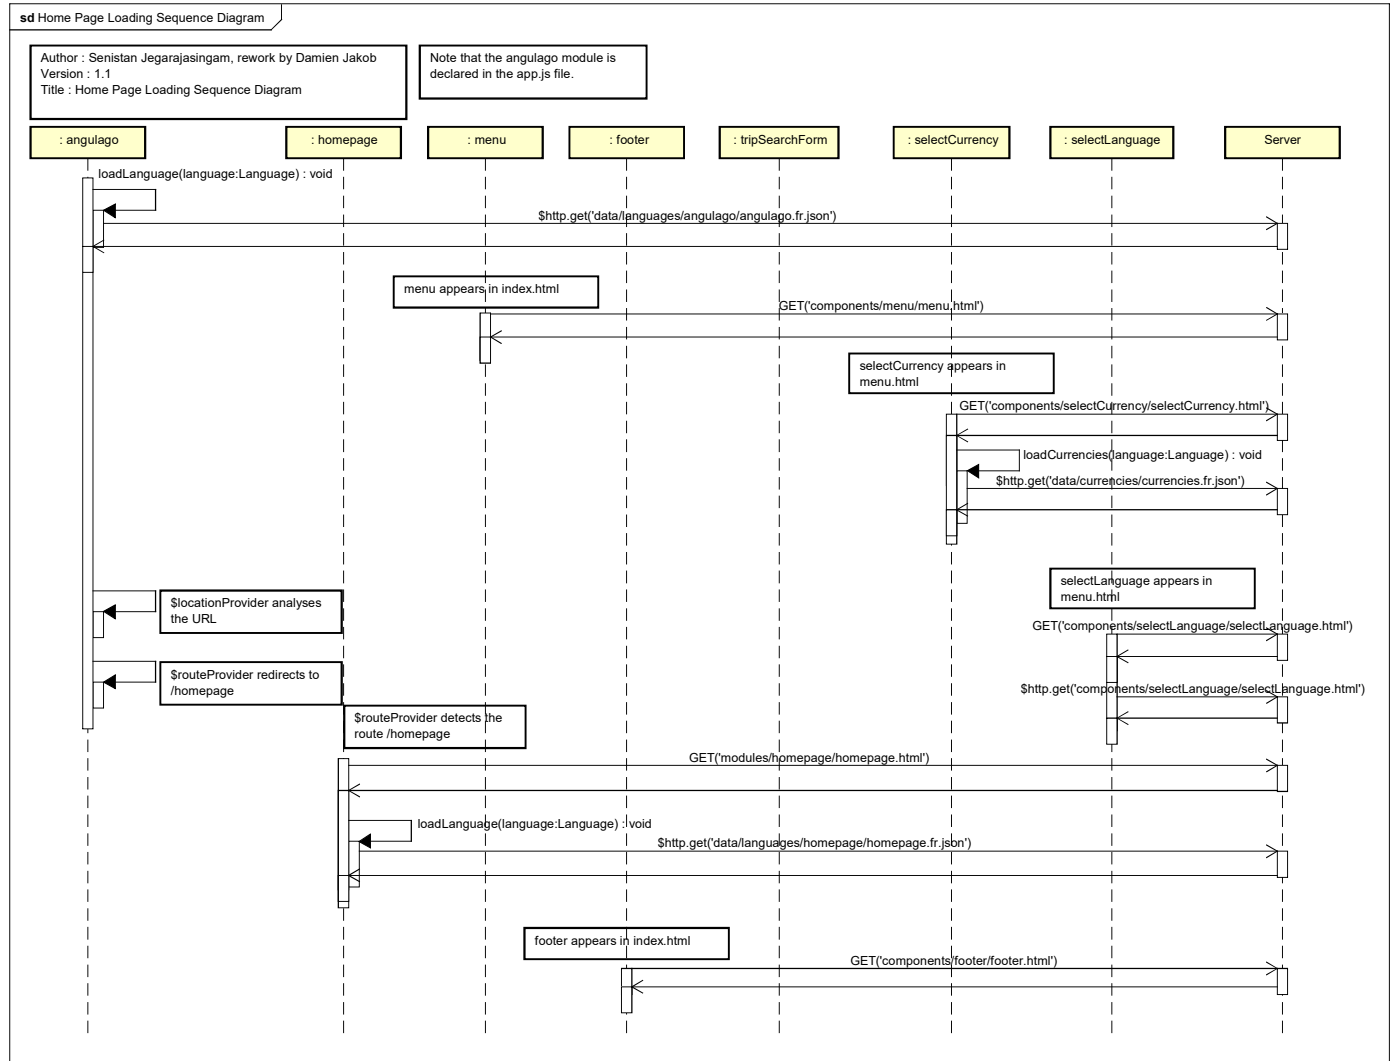 sd Home Page Loading Sequence Diagram
Author : Senistan Jegarajasingam, rework by Damien Jakob
Version : 1.1
Title : Home Page Loading Sequence Diagram
Note that the angulago module is
declared in the app.js file.
: angulago
: homepage
: menu
: footer
: tripSearchForm
: selectCurrency
: selectLanguage
Server
loadLanguage(language:Language) : void
$http.get('data/languages/angulago/angulago.fr.json')
menu appears in index.html
GET('components/menu/menu.html')
selectCurrency appears in
menu.html
GET('components/selectCurrency/selectCurrency.html')
loadCurrencies(language:Language) : void
$http.get('data/currencies/currencies.fr.json')
selectLanguage appears in
menu.html
$locationProvider analyses
the URL
GET('components/selectLanguage/selectLanguage.html')
$routeProvider redirects to
/homepage
$http.get('components/selectLanguage/selectLanguage.html')
$routeProvider detects the
route /homepage
GET('modules/homepage/homepage.html')
loadLanguage(language:Language) : void
$http.get('data/languages/homepage/homepage.fr.json')
footer appears in index.html
GET('components/footer/footer.html')